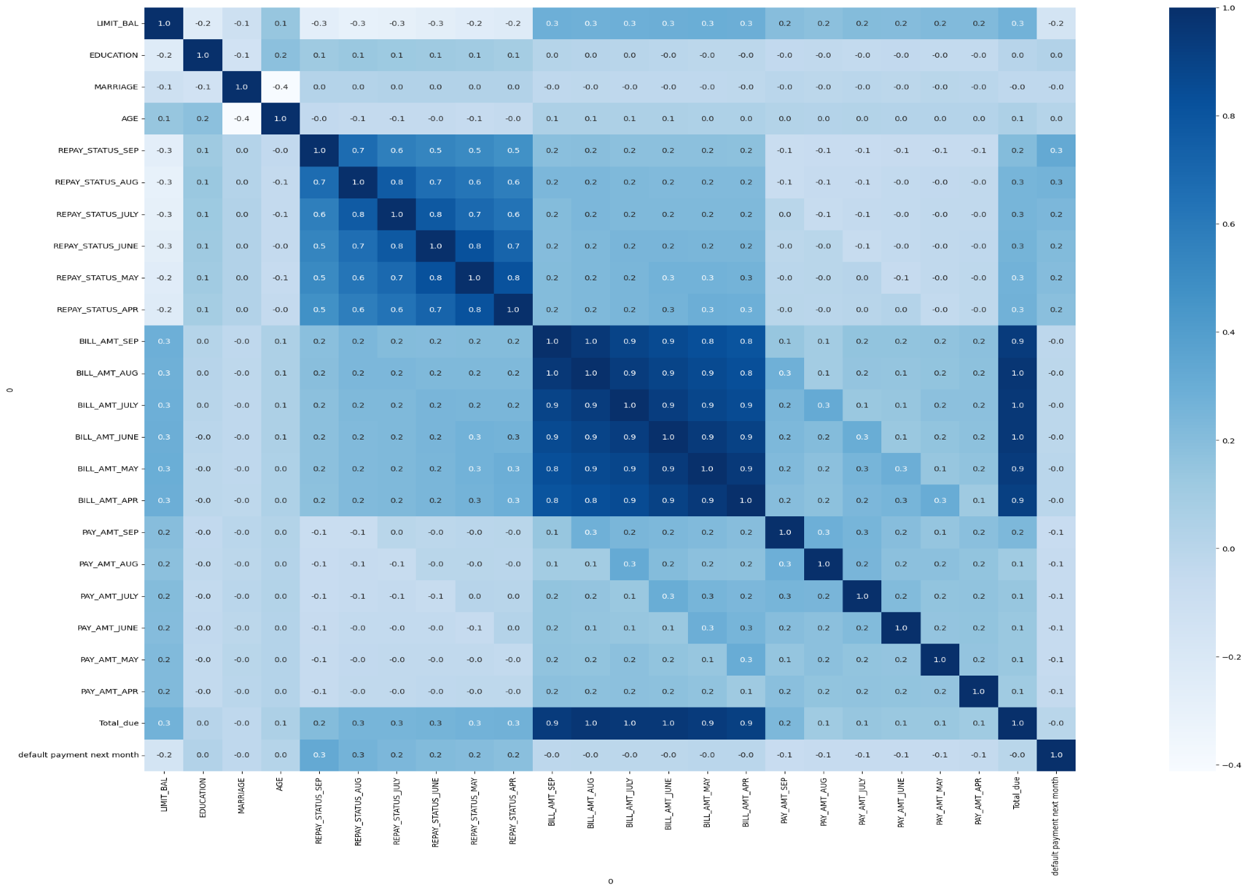 LIMIT_BAL 1.0 -0.2 -0.1 0.1 -0.3 -0.3 -0.3 -0.3 -0.2 -0.2 0.3 0.3 0.3 0.3 0.3 0.3 0.2 0.2 0.2 0.2 0.2 0.2 0.3 -0.2
EDUCATION -0.2 1.0 -0.1 0.2 0.1 0.1 0.1 0.1 0.1 0.1 0.0 0.0 0.0 -0.0 -0.0 -0.0 -0.0 -0.0 -0.0 -0.0 -0.0 -0.0 0.0 0.0
MARRIAGE -0.1 -0.1 1.0 -0.4 0.0 0.0 0.0 0.0 0.0 0.0 -0.0 -0.0 -0.0 -0.0 -0.0 -0.0 -0.0 -0.0 -0.0 -0.0 -0.0 -0.0 -0.0 -0.0
AGE 0.1 0.2 -0.4 1.0 -0.0 -0.1 -0.1 -0.0 -0.1 -0.0 0.1 0.1 0.1 0.1 0.0 0.0 0.0 0.0 0.0 0.0 0.0 0.0 0.1 0.0
REPAY_STATUS_SEP -0.3 0.1 0.0 -0.0 1.0 0.7 0.6 0.5 0.5 0.5 0.2 0.2 0.2 0.2 0.2 0.2 -0.1 -0.1 -0.1 -0.1 -0.1 -0.1 0.2 0.3
REPAY_STATUS_AUG -0.3 0.1 0.0 -0.1 0.7 1.0 0.8 0.7 0.6 0.6 0.2 0.2 0.2 0.2 0.2 0.2 -0.1 -0.1 -0.1 -0.0 -0.0 -0.0 0.3 0.3
REPAY_STATUS_JULY -0.3 0.1 0.0 -0.1 0.6 0.8 1.0 0.8 0.7 0.6 0.2 0.2 0.2 0.2 0.2 0.2 0.0 -0.1 -0.1 -0.0 -0.0 -0.0 0.3 0.2
REPAY_STATUS_JUNE -0.3 0.1 0.0 -0.0 0.5 0.7 0.8 1.0 0.8 0.7 0.2 0.2 0.2 0.2 0.2 0.2 -0.0 -0.0 -0.1 -0.0 -0.0 -0.0 0.3 0.2
REPAY_STATUS_MAY -0.2 0.1 0.0 -0.1 0.5 0.6 0.7 0.8 1.0 0.8 0.2 0.2 0.2 0.3 0.3 0.3 -0.0 -0.0 0.0 -0.1 -0.0 -0.0 0.3 0.2
REPAY_STATUS_APR -0.2 0.1 0.0 -0.0 0.5 0.6 0.6 0.7 0.8 1.0 0.2 0.2 0.2 0.3 0.3 0.3 -0.0 -0.0 0.0 0.0 -0.0 -0.0 0.3 0.2
BILL_AMT_SEP 0.3 0.0 -0.0 0.1 0.2 0.2 0.2 0.2 0.2 0.2 1.0 1.0 0.9 0.9 0.8 0.8 0.1 0.1 0.2 0.2 0.2 0.2 0.9 -0.0
BILL_AMT_AUG 0.3 0.0 -0.0 0.1 0.2 0.2 0.2 0.2 0.2 0.2 1.0 1.0 0.9 0.9 0.9 0.8 0.3 0.1 0.2 0.1 0.2 0.2 1.0 -0.0
BILL_AMT_JULY 0.3 0.0 -0.0 0.1 0.2 0.2 0.2 0.2 0.2 0.2 0.9 0.9 1.0 0.9 0.9 0.9 0.2 0.3 0.1 0.1 0.2 0.2 1.0 -0.0
BILL_AMT_JUNE 0.3 -0.0 -0.0 0.1 0.2 0.2 0.2 0.2 0.3 0.3 0.9 0.9 0.9 1.0 0.9 0.9 0.2 0.2 0.3 0.1 0.2 0.2 1.0 -0.0
BILL_AMT_MAY 0.3 -0.0 -0.0 0.0 0.2 0.2 0.2 0.2 0.3 0.3 0.8 0.9 0.9 0.9 1.0 0.9 0.2 0.2 0.3 0.3 0.1 0.2 0.9 -0.0
BILL_AMT_APR 0.3 -0.0 -0.0 0.0 0.2 0.2 0.2 0.2 0.3 0.3 0.8 0.8 0.9 0.9 0.9 1.0 0.2 0.2 0.2 0.3 0.3 0.1 0.9 -0.0
PAY_AMT_SEP 0.2 -0.0 -0.0 0.0 -0.1 -0.1 0.0 -0.0 -0.0 -0.0 0.1 0.3 0.2 0.2 0.2 0.2 1.0 0.3 0.3 0.2 0.1 0.2 0.2 -0.1
PAY_AMT_AUG 0.2 -0.0 -0.0 0.0 -0.1 -0.1 -0.1 -0.0 -0.0 -0.0 0.1 0.1 0.3 0.2 0.2 0.2 0.3 1.0 0.2 0.2 0.2 0.2 0.1 -0.1
PAY_AMT_JULY 0.2 -0.0 -0.0 0.0 -0.1 -0.1 -0.1 -0.1 0.0 0.0 0.2 0.2 0.1 0.3 0.3 0.2 0.3 0.2 1.0 0.2 0.2 0.2 0.1 -0.1
PAY_AMT_JUNE 0.2 -0.0 -0.0 0.0 -0.1 -0.0 -0.0 -0.0 -0.1 0.0 0.2 0.1 0.1 0.1 0.3 0.3 0.2 0.2 0.2 1.0 0.2 0.2 0.1 -0.1
PAY_AMT_MAY 0.2 -0.0 -0.0 0.0 -0.1 -0.0 -0.0 -0.0 -0.0 -0.0 0.2 0.2 0.2 0.2 0.1 0.3 0.1 0.2 0.2 0.2 1.0 0.2 0.1 -0.1
PAY_AMT_APR 0.2 -0.0 -0.0 0.0 -0.1 -0.0 -0.0 -0.0 -0.0 -0.0 0.2 0.2 0.2 0.2 0.2 0.1 0.2 0.2 0.2 0.2 0.2 1.0 0.1 -0.1
Total_due 0.3 0.0 -0.0 0.1 0.2 0.3 0.3 0.3 0.3 0.3 0.9 1.0 1.0 1.0 0.9 0.9 0.2 0.1 0.1 0.1 0.1 0.1 1.0 -0.0
default payment next month -0.2 0.0 -0.0 0.0 0.3 0.3 0.2 0.2 0.2 0.2 -0.0 -0.0 -0.0 -0.0 -0.0 -0.0 -0.1 -0.1 -0.1 -0.1 -0.1 -0.1 -0.0 1.0
LIMIT_BAL EDUCATION MARRIAGE AGE REPAY_STATUS_SEP REPAY_STATUS_AUG REPAY_STATUS_JULY REPAY_STATUS_JUNE REPAY_STATUS_MAY REPAY_STATUS_APR BILL_AMT_SEP BILL_AMT_AUG BILL_AMT_JULY BILL_AMT_JUNE BILL_AMT_MAY BILL_AMT_APR PAY_AMT_SEP PAY_AMT_AUG PAY_AMT_JULY PAY_AMT_JUNE PAY_AMT_MAY PAY_AMT_APR Total_due default payment next month
0
0
1.0
0.8
0.6
0.4
0.2
0.0
−0.2
−0.4